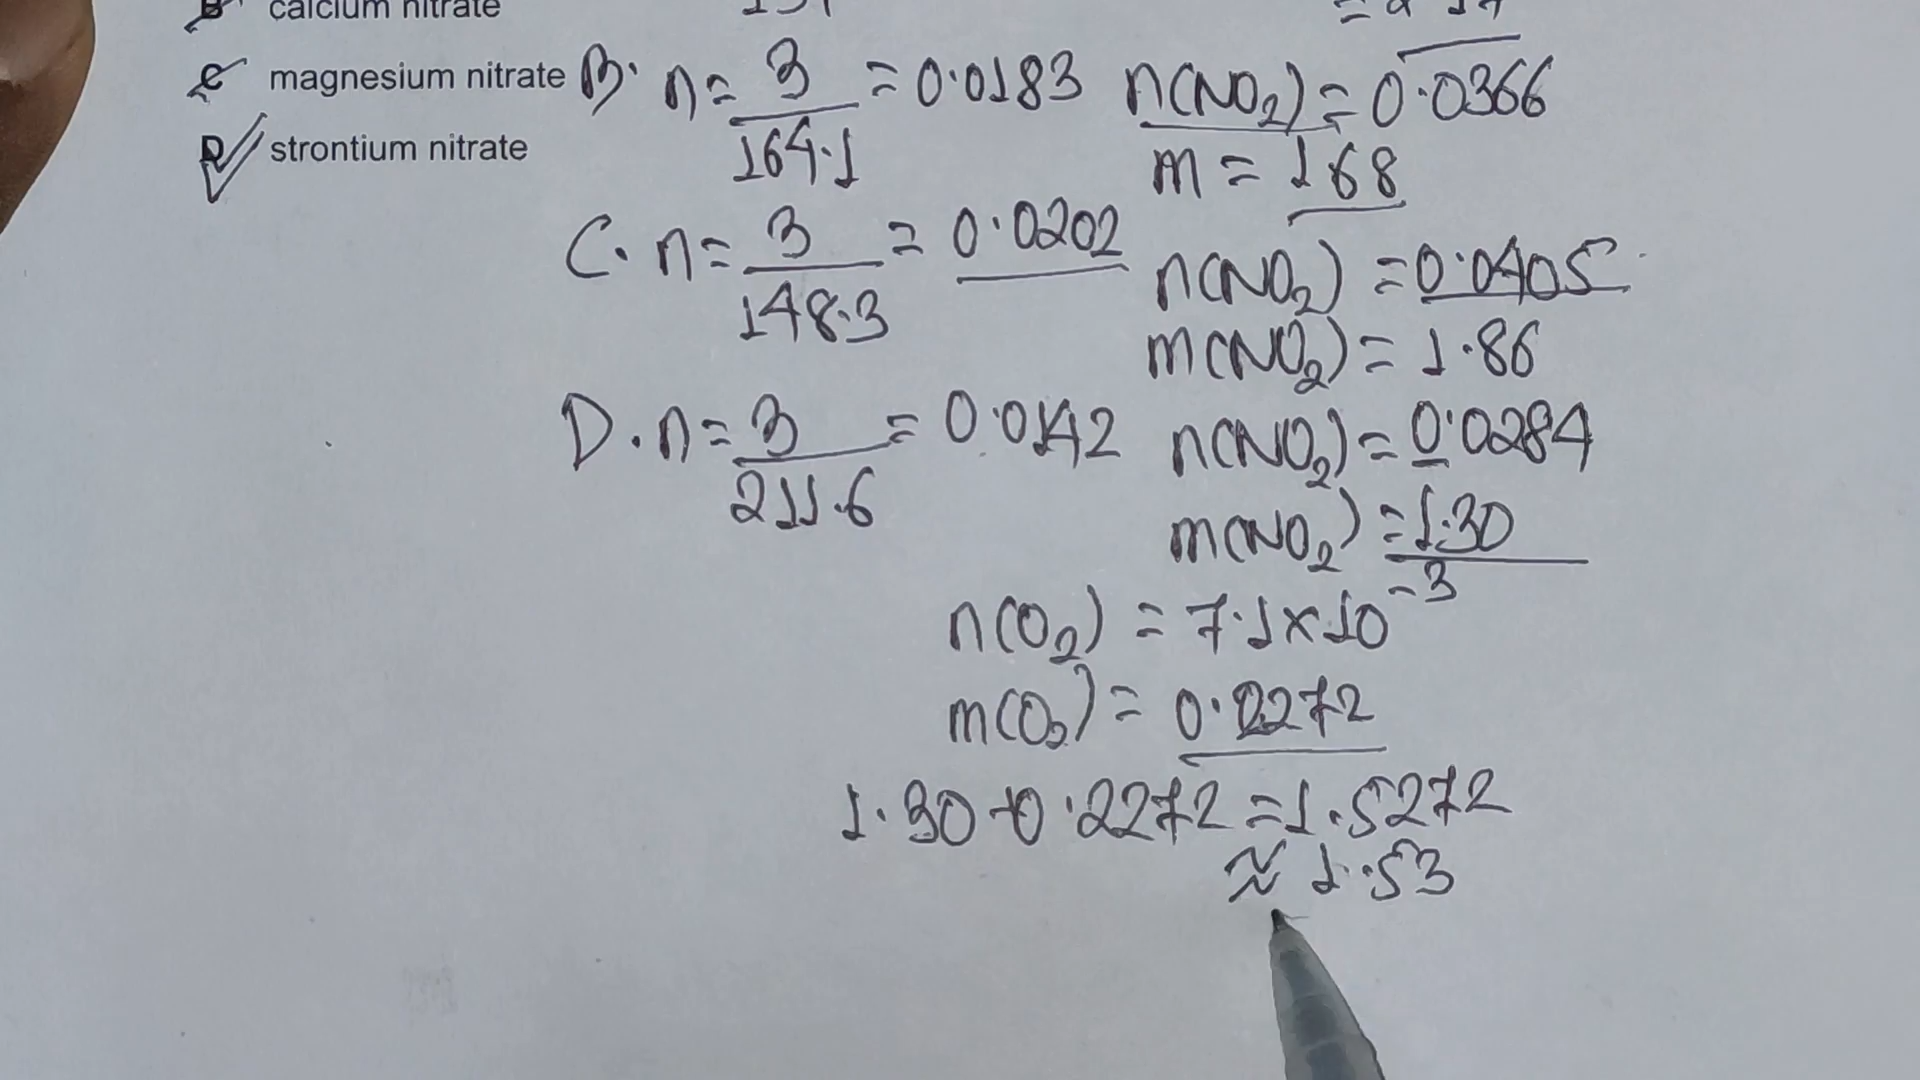 B calcium nitrate
C magnesium nitrate
D strontium nitrate
B. n = 3/164.1 = 0.0183
n(NO2) = 0.0366
m = 1.68
C. n = 3/148.3 = 0.0202
n(NO2) = 0.0405
m(NO2) = 1.86
D. n = 3/211.6 = 0.0142
n(NO2) = 0.0284
m(NO2) = 1.30
n(O2) = 7.1×10^-3
m(O2) = 0.2272
1.30+0.2272 = 1.5272
≈ 1.53